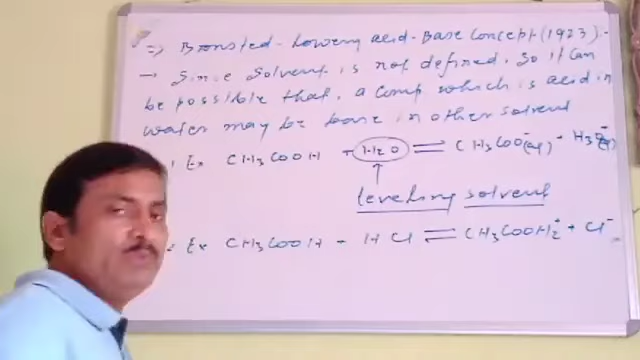 ⇒ Bronsted-Lowery acid-Base Concept (1923).
→ Since Solvent is not defined. So it Can
be possible that, a Comp. which is acid in
water may be base in other solvent
Ex CH3COOH + H2O ⇌ CH3COO⁻(aq) + H3O⁺(aq)
↑
levelling solvent
Ex CH3COOH + HCl ⇌ CH3COOH2⁺ + Cl⁻